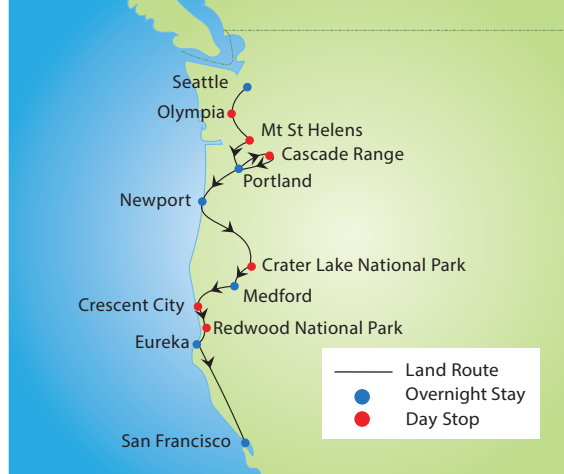 Seattle
Olympia
Mt St Helens
Cascade Range
Portland
Newport
Crater Lake National Park
Medford
Crescent City
Redwood National Park
Eureka
San Francisco
Land Route
Overnight Stay
Day Stop